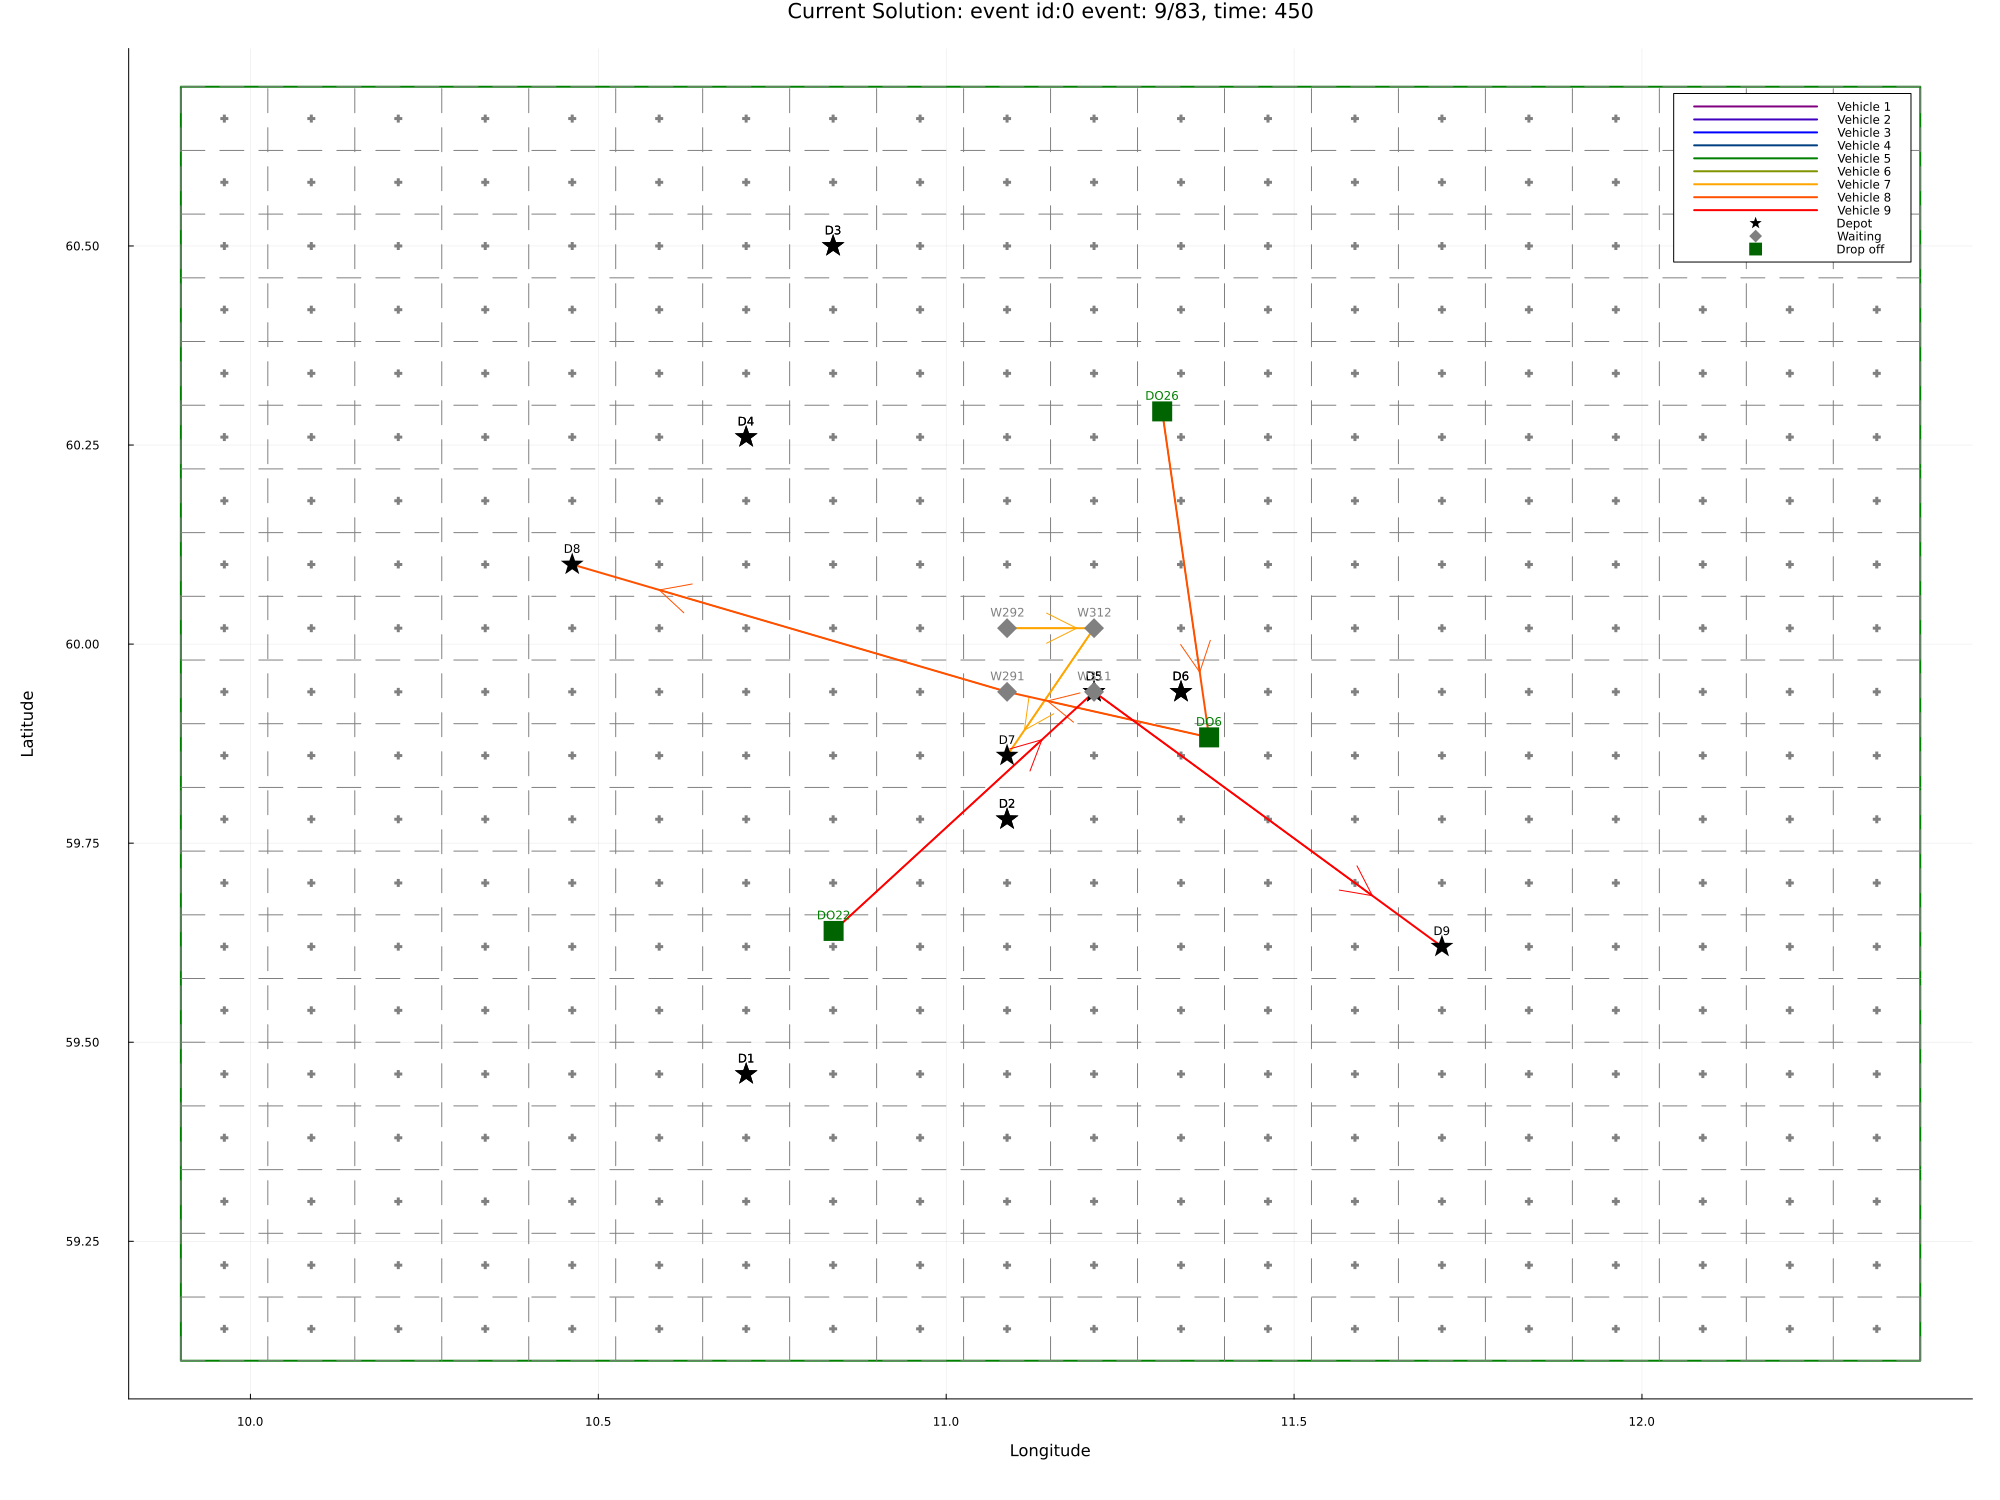 Current Solution: event id:0 event: 9/83, time: 450
Vehicle 1
Vehicle 2
Vehicle 3
Vehicle 4
Vehicle 5
Vehicle 6
Vehicle 7
Vehicle 8
Vehicle 9
Depot
Waiting
Drop off
D3
60.50
DO26
D4
60.25
D8
W292 W312
60.00
W291 D5 D6
DO6
D7
Latitude
D2
59.75
DO22
D9
D1
59.50
59.25
10.0 10.5 11.0 11.5 12.0
Longitude